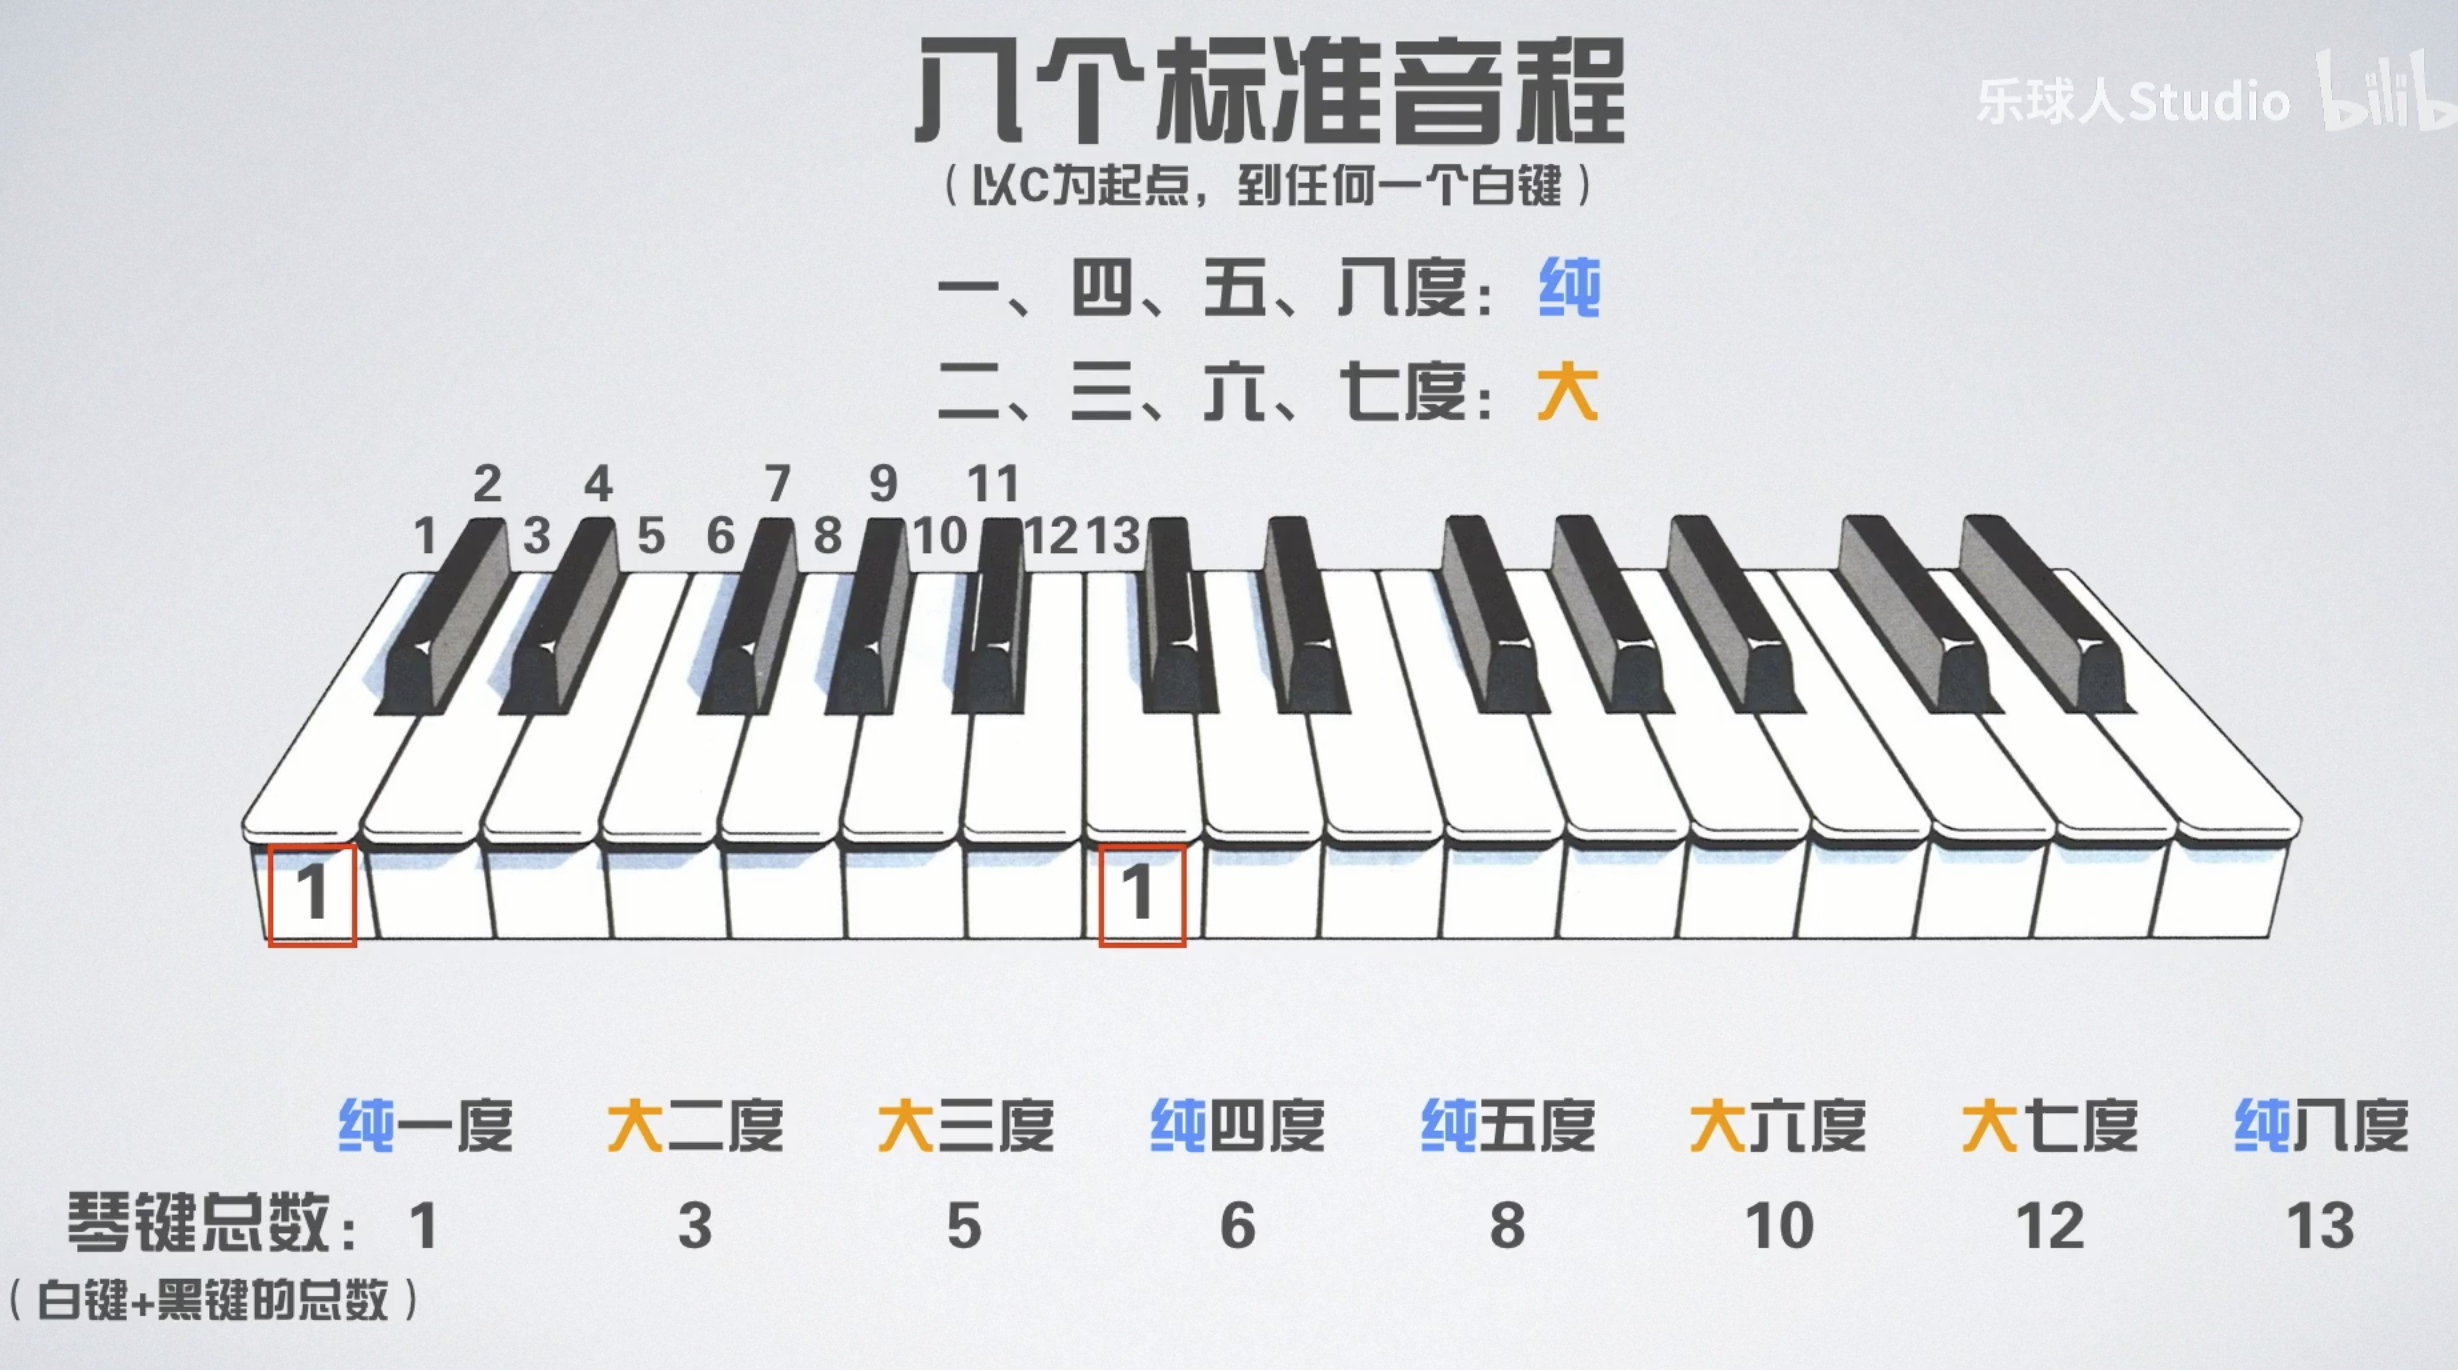 八个标准音程
乐球人Studio bilib
（以C为起点，到任何一个白键）
一、四、五、八度：纯
二、三、六、七度：大
2 4 7 9 11
1 3 5 6 8 10 12 13
1 1
纯一度 大二度 大三度 纯四度 纯五度 大六度 大七度 纯八度
琴键总数：1 3 5 6 8 10 12 13
（白键+黑键的总数）